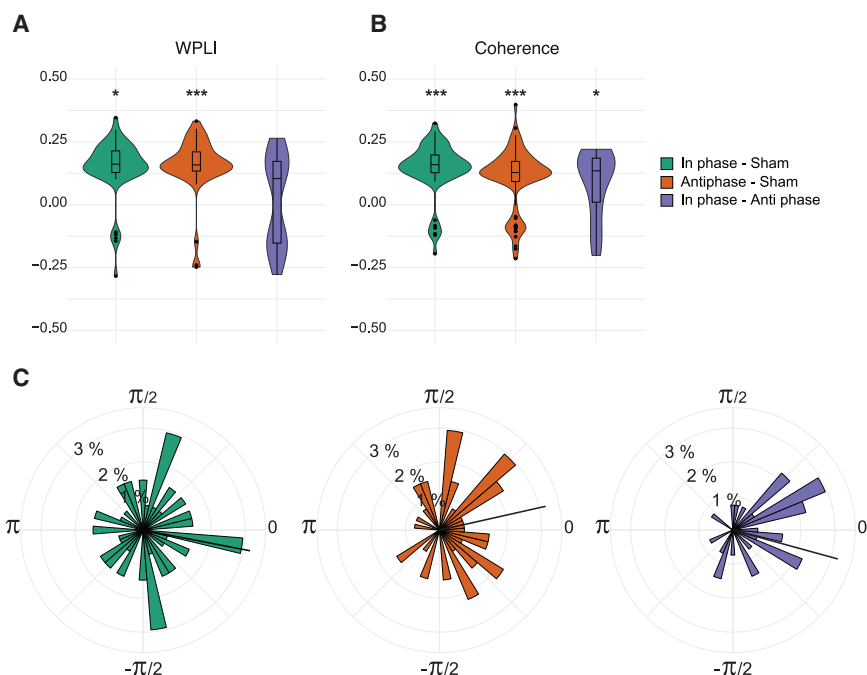 A
B
WPLI
Coherence
0.50
0.25
0.00
−0.25
−0.50
*
***
0.50
0.25
0.00
−0.25
−0.50
***
***
*
In phase - Sham
Antiphase - Sham
In phase - Anti phase
C
π/2
3 %
2 %
1 %
π
0
-π/2
π/2
3 %
2 %
1 %
π
0
-π/2
π/2
3 %
2 %
1 %
π
0
-π/2